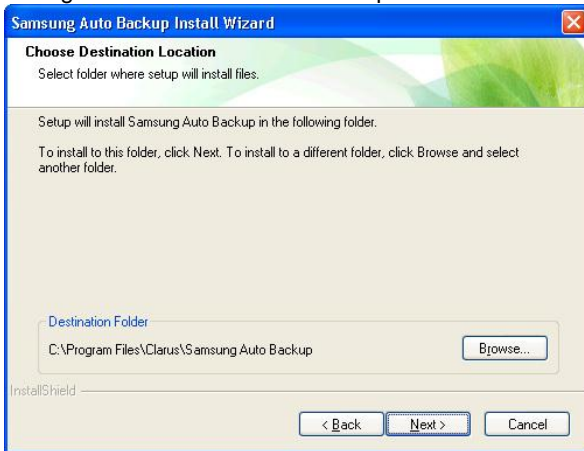 Samsung Auto Backup Install Wizard
Choose Destination Location
Select folder where setup will install files.
Setup will install Samsung Auto Backup in the following folder.
To install to this folder, click Next. To install to a different folder, click Browse and select
another folder.
Destination Folder
C:\Program Files\Clarus\Samsung Auto Backup
Browse...
InstallShield
< Back
Next >
Cancel